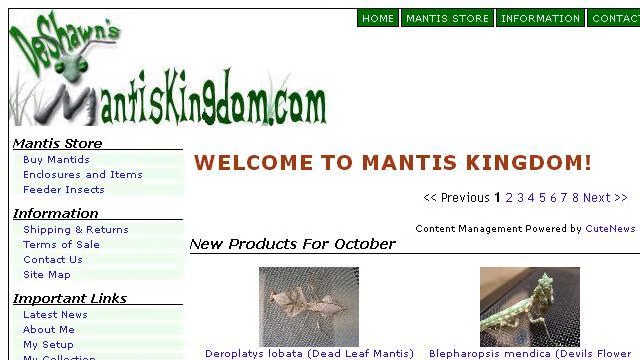 HOME MANTIS STORE INFORMATION CONTAC
DeShawn's
MantisKingdom.com
Mantis Store
Buy Mantids
Enclosures and Items
Feeder Insects
Information
Shipping & Returns
Terms of Sale
Contact Us
Site Map
Important Links
Latest News
About Me
My Setup
My Collection
WELCOME TO MANTIS KINGDOM!
<< Previous 1 2 3 4 5 6 7 8 Next >>
Content Management Powered by CuteNews
New Products For October
Deroplatys lobata (Dead Leaf Mantis)
Blepharopsis mendica (Devils Flower